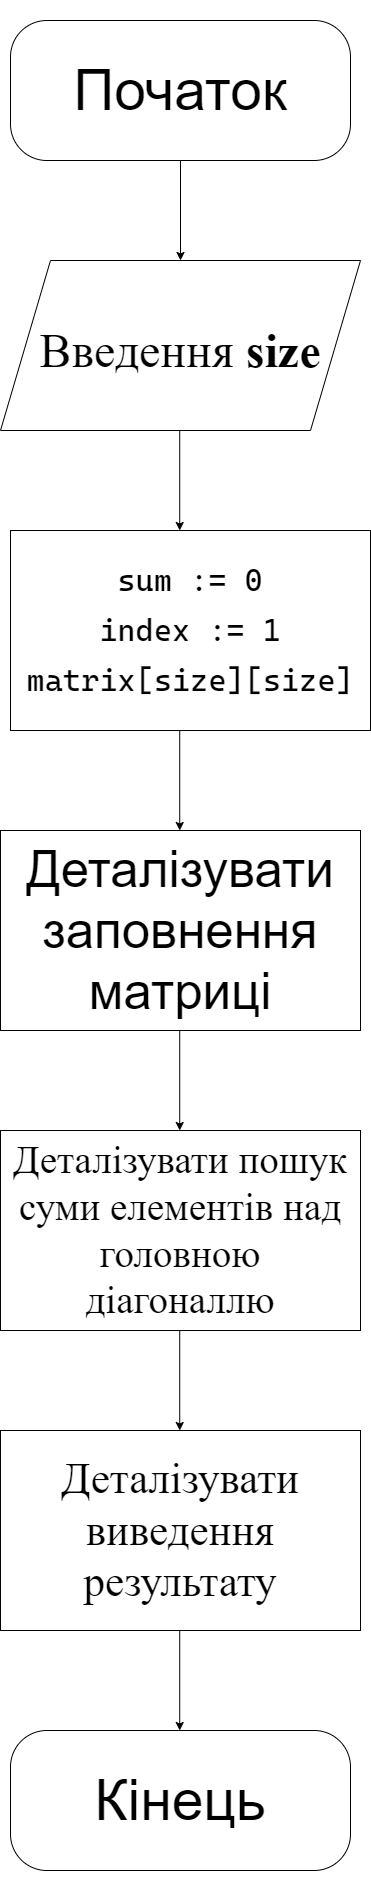 Початок
Введення size
sum := 0
index := 1
matrix[size][size]
Деталізувати
заповнення
матриці
Деталізувати пошук
суми елементів над
головною
діагоналлю
Деталізувати
виведення
результату
Кінець